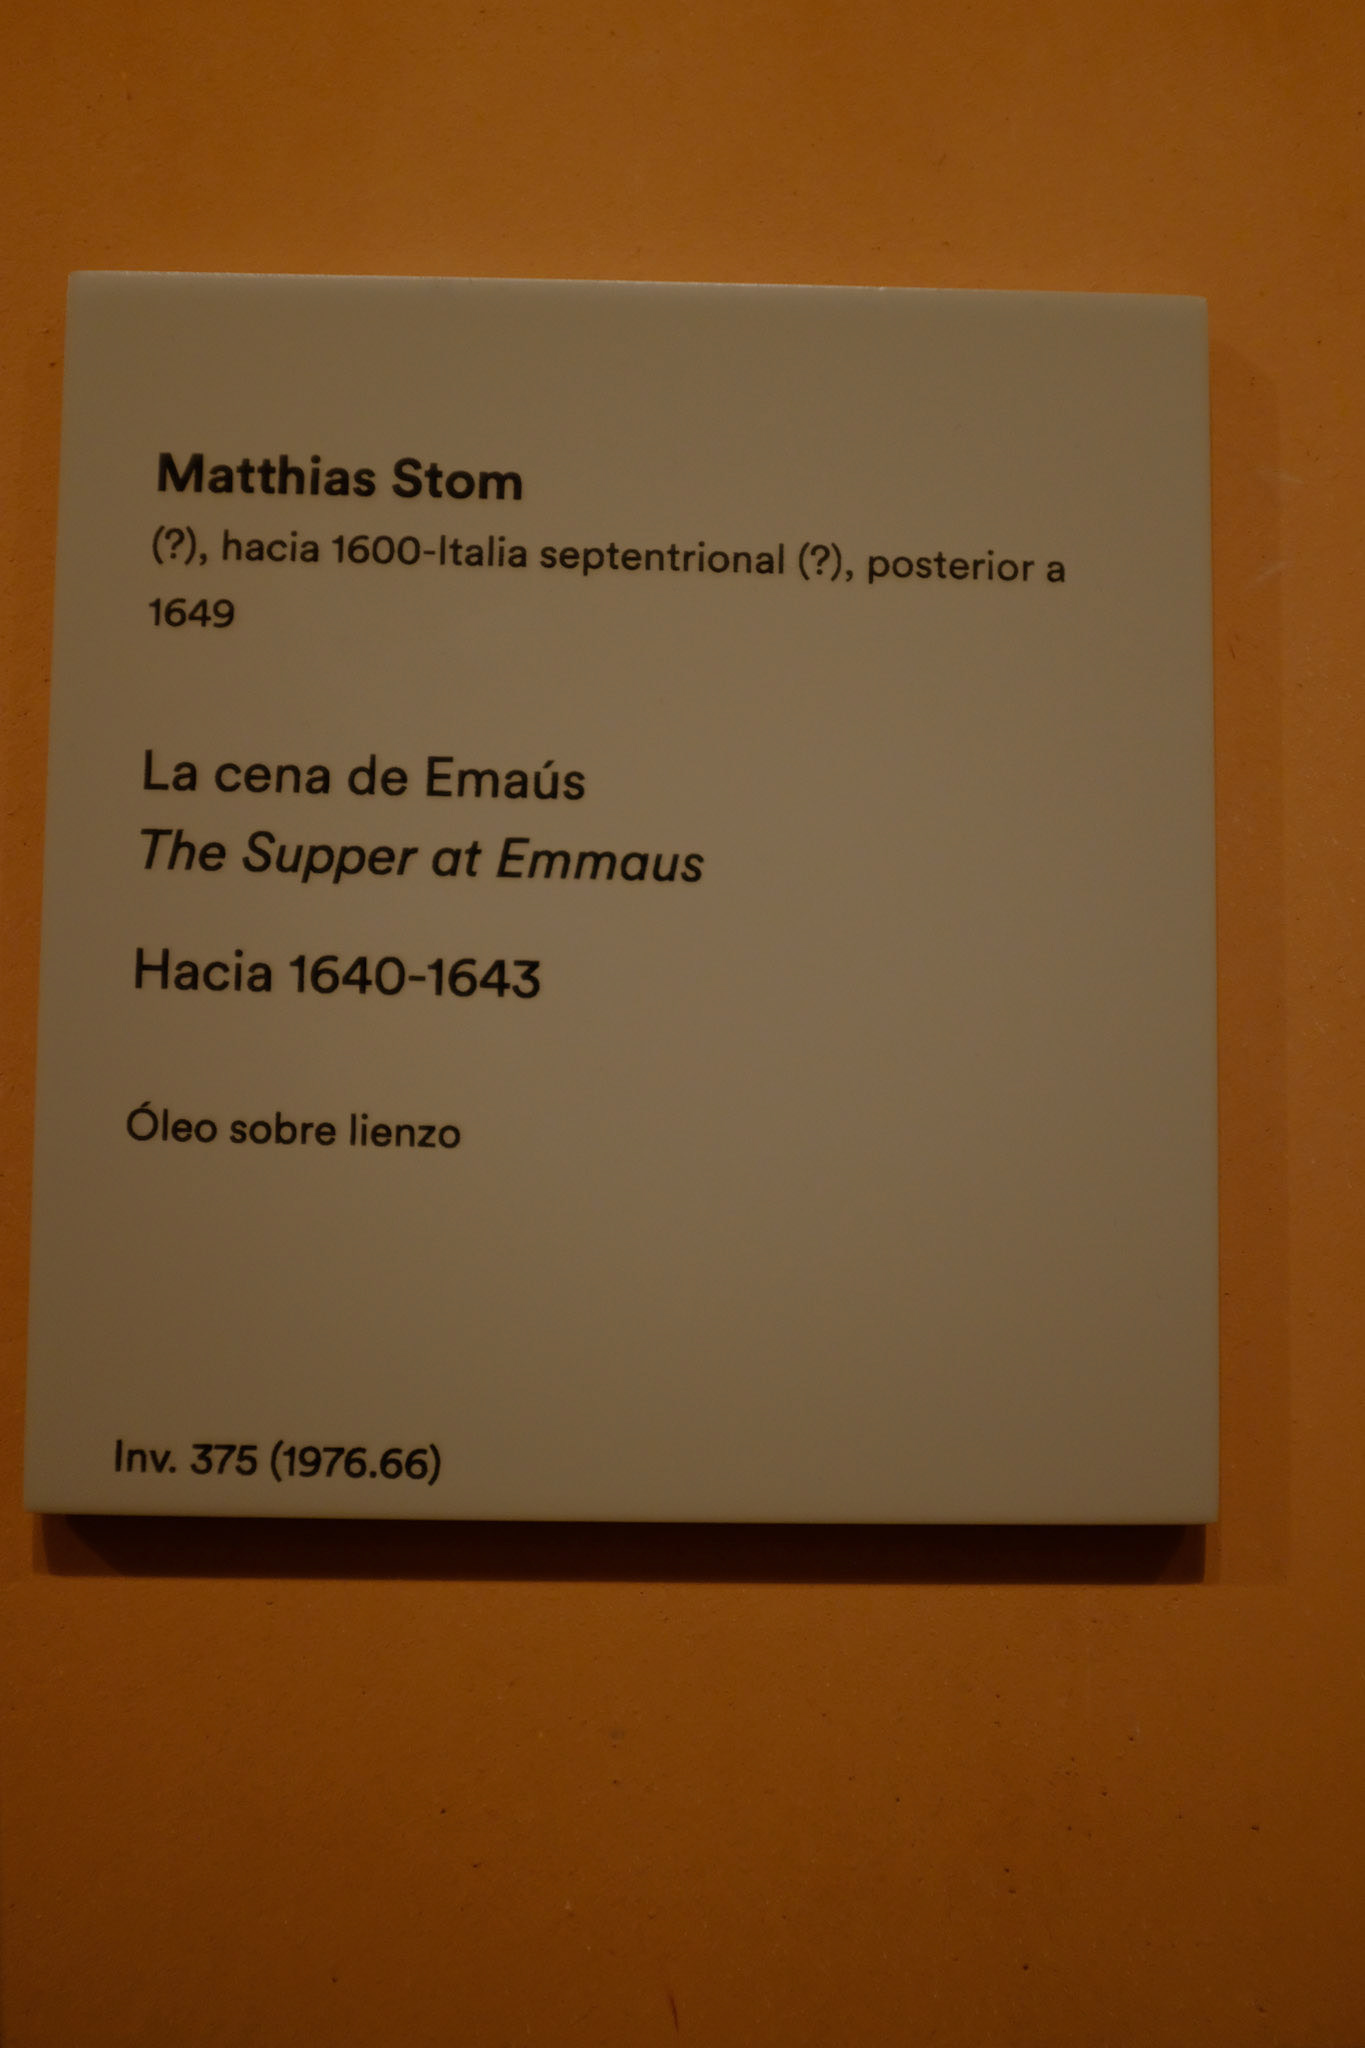 Matthias Stom
(?), hacia 1600-Italia septentrional (?), posterior a
1649
La cena de Emaús
The Supper at Emmaus
Hacia 1640-1643
Óleo sobre lienzo
Inv. 375 (1976.66)